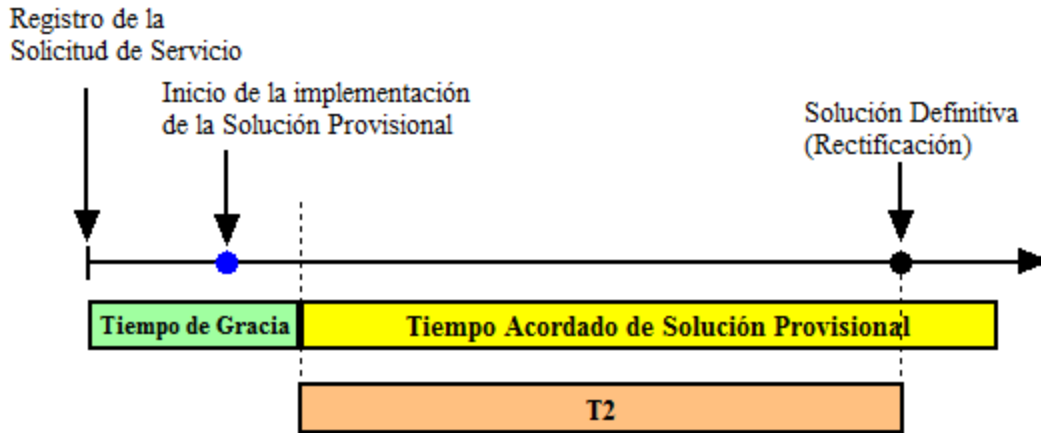 Registro de la
Solicitud de Servicio
Inicio de la implementación
de la Solución Provisional
Solución Definitiva
(Rectificación)
Tiempo de Gracia
Tiempo Acordado de Solución Provisional
T2